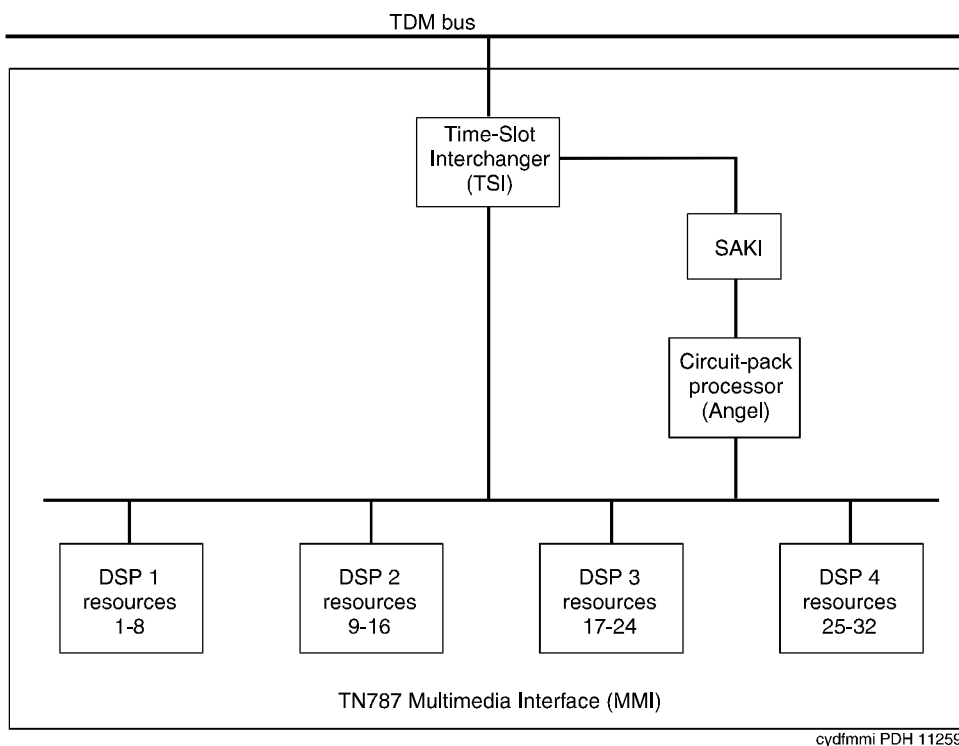 TDM bus
Time-Slot
Interchanger
(TSI)
SAKI
Circuit-pack
processor
(Angel)
DSP 1
resources
1-8
DSP 2
resources
9-16
DSP 3
resources
17-24
DSP 4
resources
25-32
TN787 Multimedia Interface (MMI)
cydfmmi PDH 11259